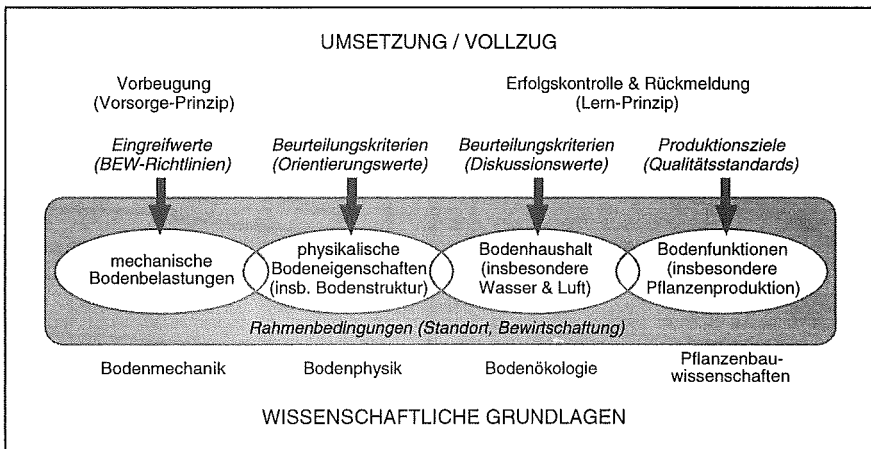 UMSETZUNG / VOLLZUG
Vorbeugung
(Vorsorge-Prinzip)
Erfolgskontrolle & Rückmeldung
(Lern-Prinzip)
Eingreifwerte
(BEW-Richtlinien)
Beurteilungskriterien
(Orientierungswerte)
Beurteilungskriterien
(Diskussionswerte)
Produktionsziele
(Qualitätsstandards)
mechanische
Bodenbelastungen
physikalische
Bodeneigenschaften
(insb. Bodenstruktur)
Bodenhaushalt
(insbesondere
Wasser & Luft)
Bodenfunktionen
(insbesondere
Pflanzenproduktion)
Rahmenbedingungen (Standort, Bewirtschaftung)
Bodenmechanik
Bodenphysik
Bodenökologie
Pflanzenbau-
wissenschaften
WISSENSCHAFTLICHE GRUNDLAGEN